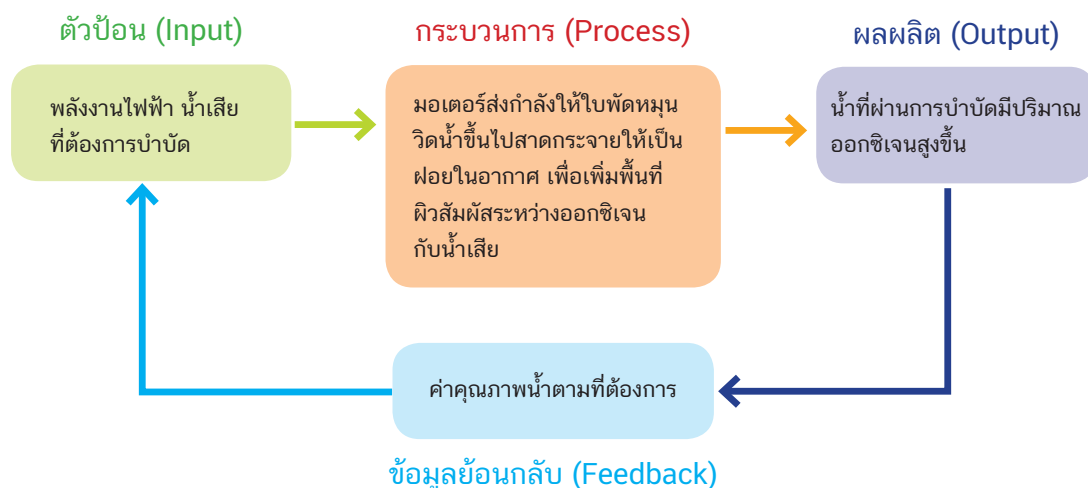 ตัวป้อน (Input)
พลังงานไฟฟ้า น้ำเสีย
ที่ต้องการบำบัด
กระบวนการ (Process)
มอเตอร์ส่งกำลังให้ใบพัดหมุน
วิดน้ำขึ้นไปสาดกระจายให้เป็น
ฝอยในอากาศ เพื่อเพิ่มพื้นที่
ผิวสัมผัสระหว่างออกซิเจน
กับน้ำเสีย
ผลผลิต (Output)
น้ำที่ผ่านการบำบัดมีปริมาณ
ออกซิเจนสูงขึ้น
ค่าคุณภาพน้ำตามที่ต้องการ
ข้อมูลย้อนกลับ (Feedback)